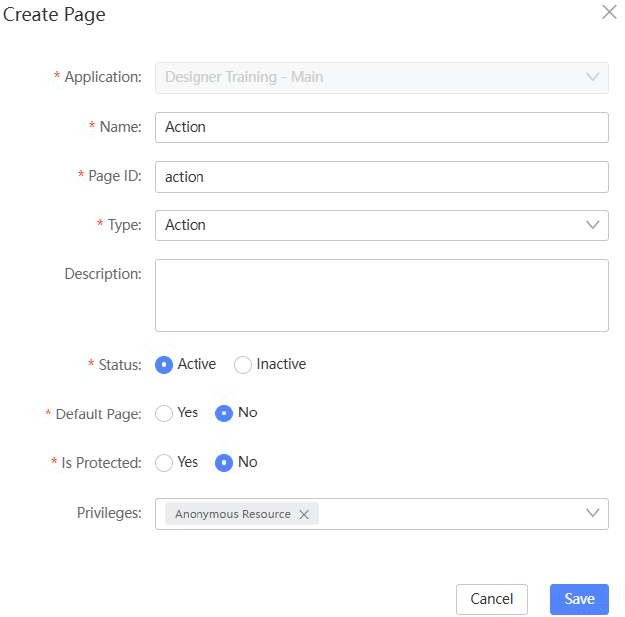 Create Page
* Application: Designer Training - Main
* Name: Action
* Page ID: action
* Type: Action
Description:
* Status: Active Inactive
* Default Page: Yes No
* Is Protected: Yes No
Privileges: Anonymous Resource
Cancel Save